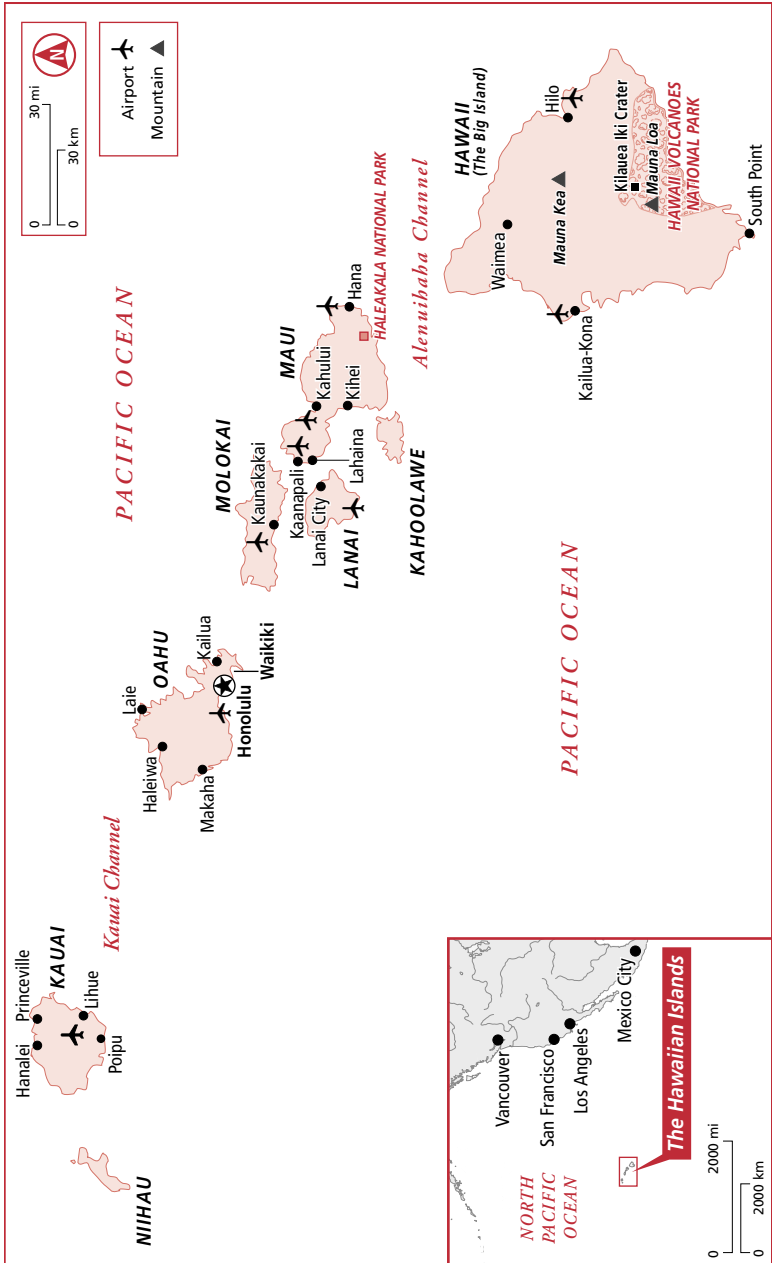 Hanalei
Princeville
KAUAI
Lihue
Poipu
NIIHAU
Kauai Channel
Laie
Haleiwa
OAHU
Kailua
Makaha
Waikiki
Honolulu
PACIFIC OCEAN
MOLOKAI
Kaunakakai
MAUI
Kaanapali
Kahului
Lanai City
Lahaina
Kihei
Hana
LANAI
KAHOOLAWE
HALEAKALA NATIONAL PARK
Alenuihaha Channel
N
0
30 mi
0
30 km
Airport
Mountain
HAWAII
(The Big Island)
Waimea
Hilo
Mauna Kea
Kailua-Kona
Kilauea Iki Crater
Mauna Loa
HAWAII VOLCANOES
NATIONAL PARK
South Point
PACIFIC OCEAN
Vancouver
San Francisco
Los Angeles
Mexico City
NORTH
PACIFIC
OCEAN
The Hawaiian Islands
0
2000 mi
0
2000 km